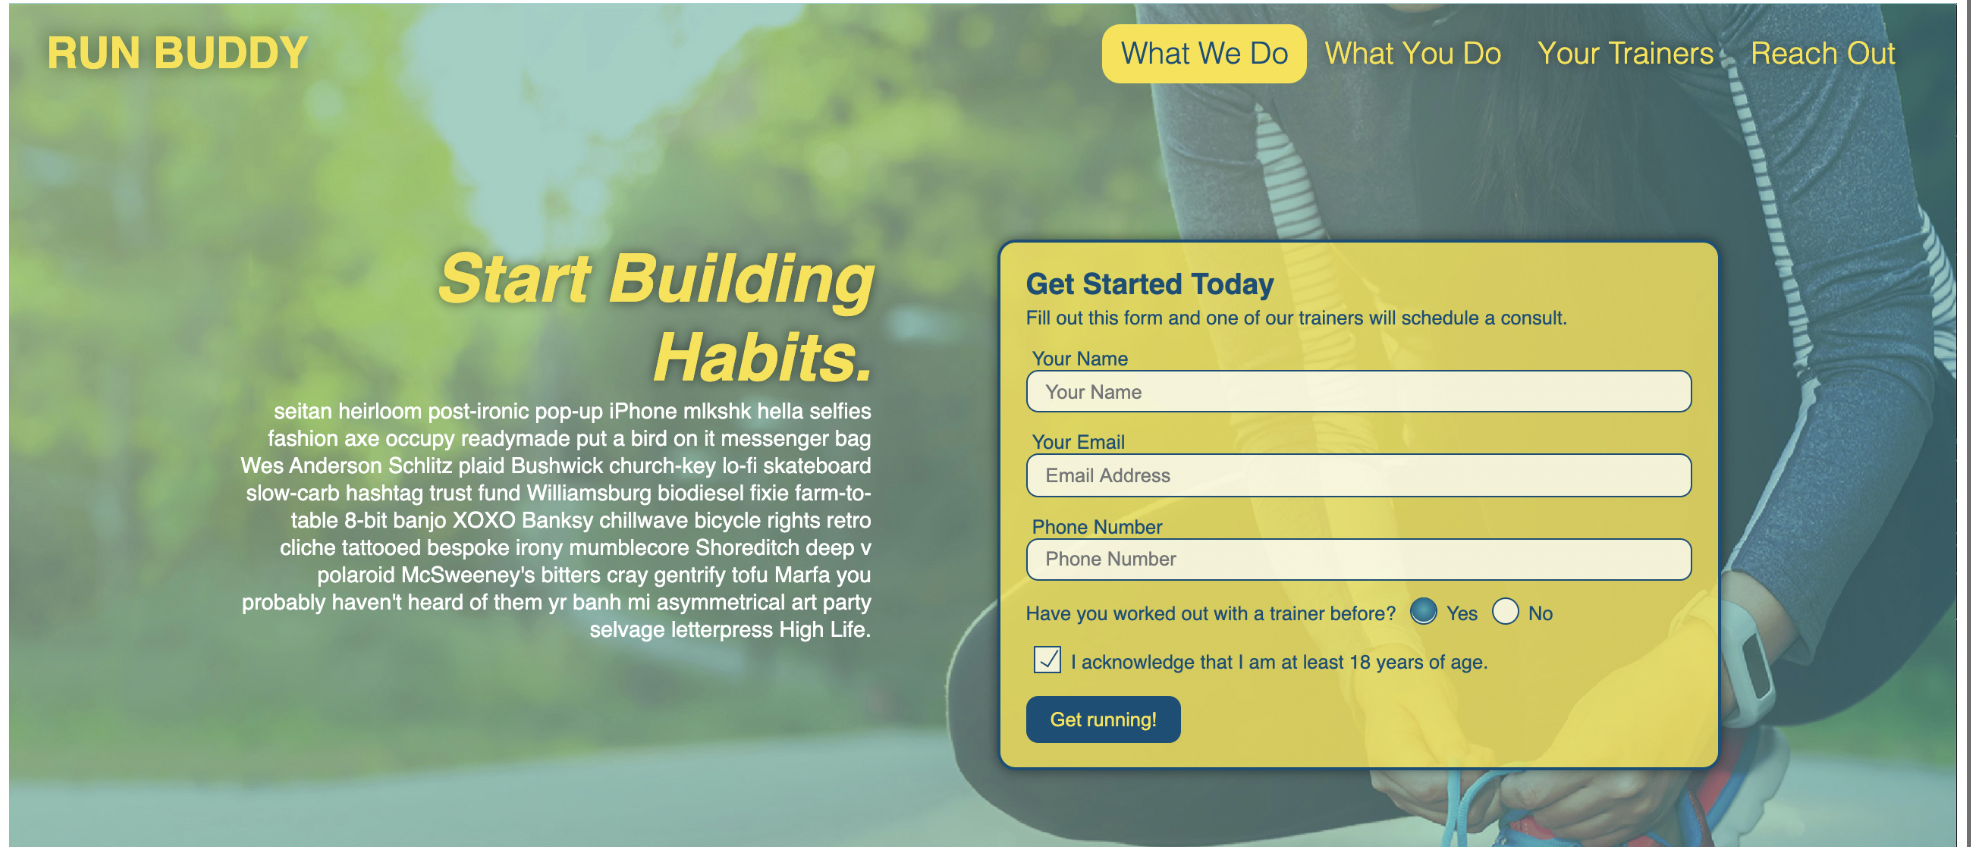 RUN BUDDY
What We Do
What You Do
Your Trainers
Reach Out
Start Building
Habits.
seitan heirloom post-ironic pop-up iPhone mlkshk hella selfies
fashion axe occupy readymade put a bird on it messenger bag
Wes Anderson Schlitz plaid Bushwick church-key lo-fi skateboard
slow-carb hashtag trust fund Williamsburg biodiesel fixie farm-to-
table 8-bit banjo XOXO Banksy chillwave bicycle rights retro
cliche tattooed bespoke irony mumblecore Shoreditch deep v
polaroid McSweeney's bitters cray gentrify tofu Marfa you
probably haven't heard of them yr banh mi asymmetrical art party
selvage letterpress High Life.
Get Started Today
Fill out this form and one of our trainers will schedule a consult.
Your Name
Your Name
Your Email
Email Address
Phone Number
Phone Number
Have you worked out with a trainer before? Yes No
I acknowledge that I am at least 18 years of age.
Get running!